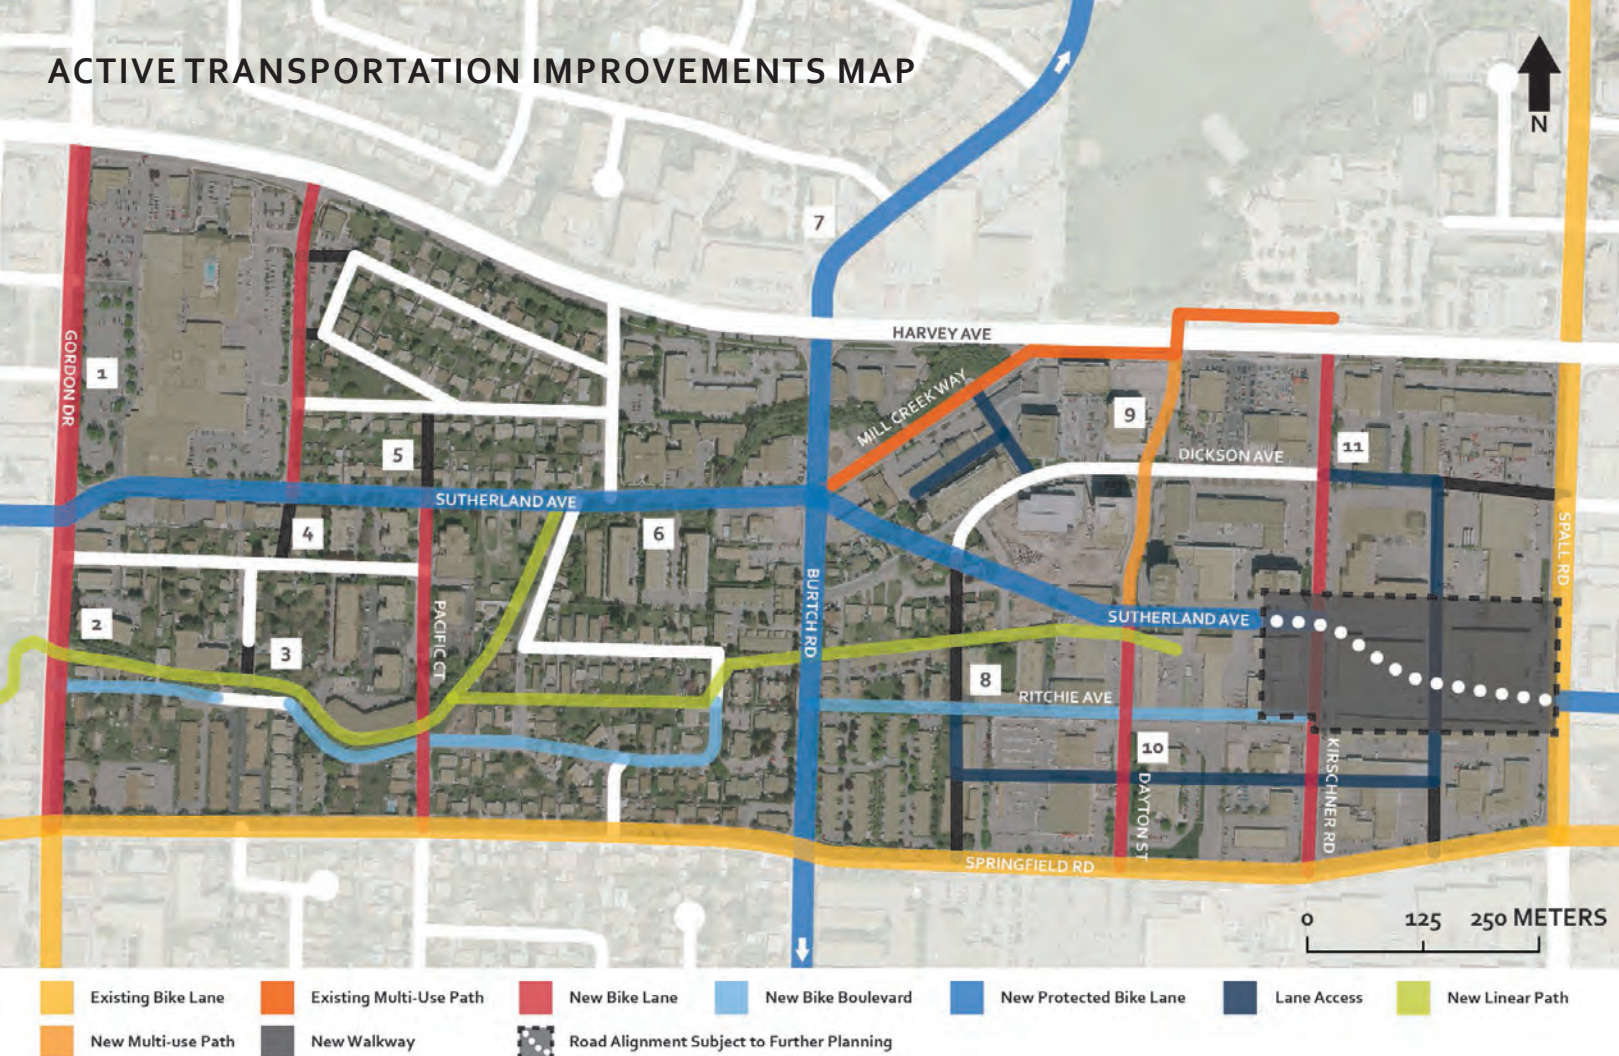 ACTIVE TRANSPORTATION IMPROVEMENTS MAP
N
7
HARVEY AVE
GORDON DR
1
MILL CREEK WAY
9
5
DICKSON AVE
11
SUTHERLAND AVE
4
6
SPALL RD
BURTCH RD
PACIFIC CT
2
SUTHERLAND AVE
3
8
RITCHIE AVE
10
KIRSCHNER RD
DAYTON ST
SPRINGFIELD RD
0 125 250 METERS
Existing Bike Lane Existing Multi-Use Path New Bike Lane New Bike Boulevard New Protected Bike Lane Lane Access New Linear Path
New Multi-use Path New Walkway Road Alignment Subject to Further Planning